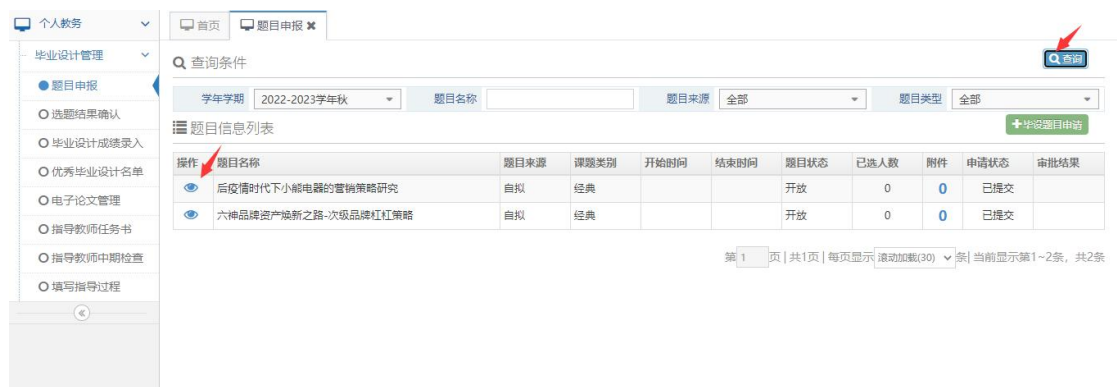 个人教务
首页 题目申报
毕业设计管理
查询条件
查询
题目申报
学年学期 2022-2023学年秋 题目名称 题目来源 全部 题目类型 全部
选题结果确认
题目信息列表
毕设题目申请
毕业设计成绩录入
操作 题目名称 题目来源 课题类别 开始时间 结束时间 题目状态 已选人数 附件 申请状态 审批结果
优秀毕业设计名单
后疫情时代下小熊电器的营销策略研究 自拟 经典 开放 0 0 已提交
电子论文管理
六神品牌资产焕新之路-次级品牌杠杠策略 自拟 经典 开放 0 0 已提交
指导教师任务书
指导教师中期检查
第 1 页|共1页|每页显示 滚动加载(30) 条|当前显示第1~2条，共2条
填写指导过程